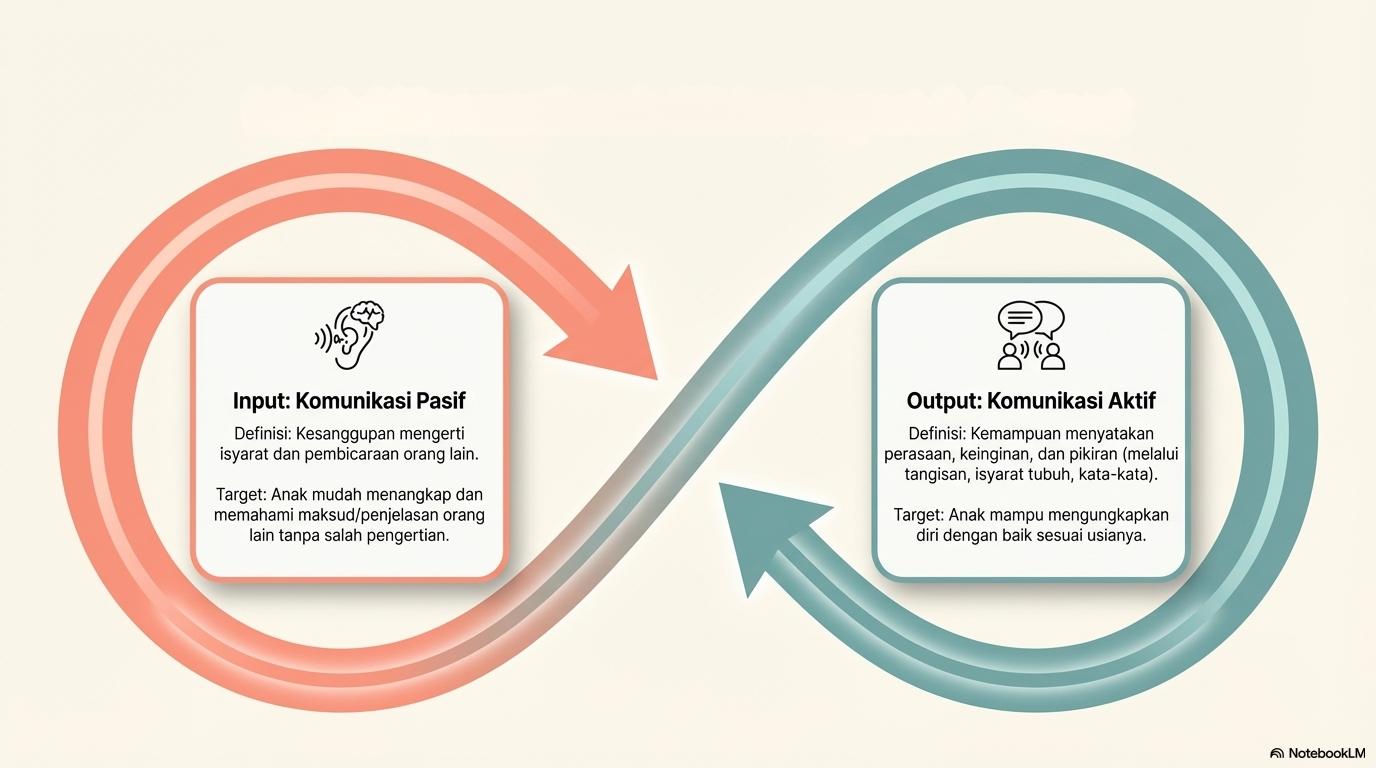 Input: Komunikasi Pasif
Definisi: Kesanggupan mengerti
isyarat dan pembicaraan orang lain.
Target: Anak mudah menangkap dan
memahami maksud/penjelasan orang
lain tanpa salah pengertian.
Output: Komunikasi Aktif
Definisi: Kemampuan menyatakan
perasaan, keinginan, dan pikiran (melalui
tangisan, isyarat tubuh, kata-kata).
Target: Anak mampu mengungkapkan
diri dengan baik sesuai usianya.
NotebookLM